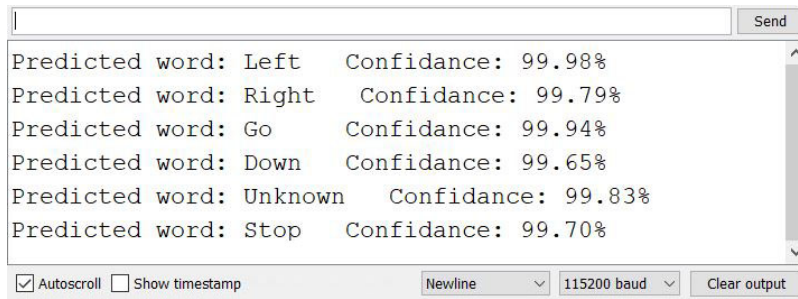 Send
Predicted word: Left Confidance: 99.98%
Predicted word: Right Confidance: 99.79%
Predicted word: Go Confidance: 99.94%
Predicted word: Down Confidance: 99.65%
Predicted word: Unknown Confidance: 99.83%
Predicted word: Stop Confidance: 99.70%
Autoscroll Show timestamp Newline 115200 baud Clear output